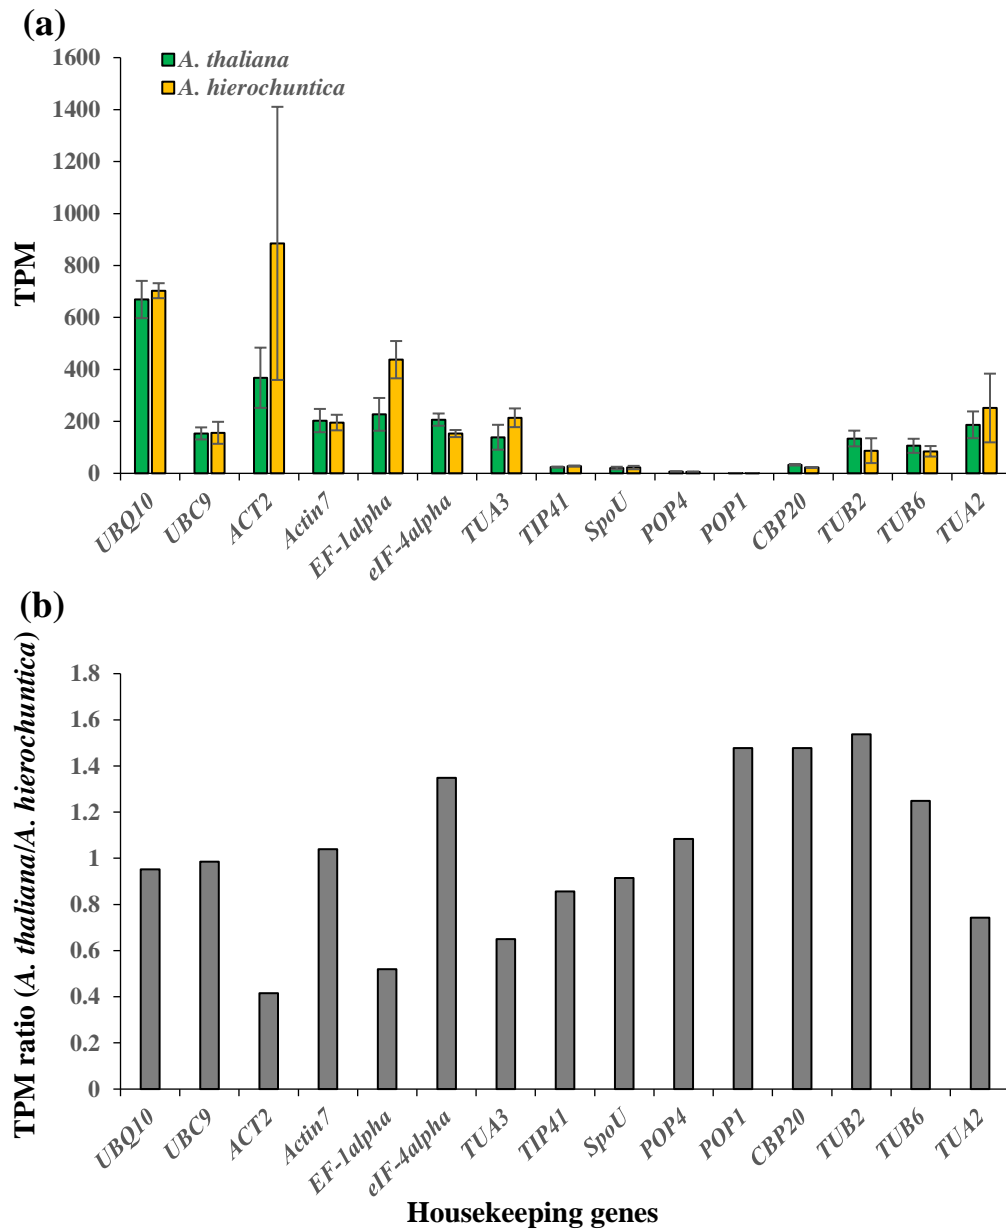 (a)
A. thaliana
A. hierochuntica
TPM
1600
1400
1200
1000
800
600
400
200
0
UBQ10
UBC9
ACT2
Actin7
EF-1alpha
eIF-4alpha
TUA3
TIP41
SpoU
POP4
POP1
CBP20
TUB2
TUB6
TUA2
(b)
TPM ratio (A. thaliana/A. hierochuntica)
1.8
1.6
1.4
1.2
1
0.8
0.6
0.4
0.2
0
UBQ10
UBC9
ACT2
Actin7
EF-1alpha
eIF-4alpha
TUA3
TIP41
SpoU
POP4
POP1
CBP20
TUB2
TUB6
TUA2
Housekeeping genes